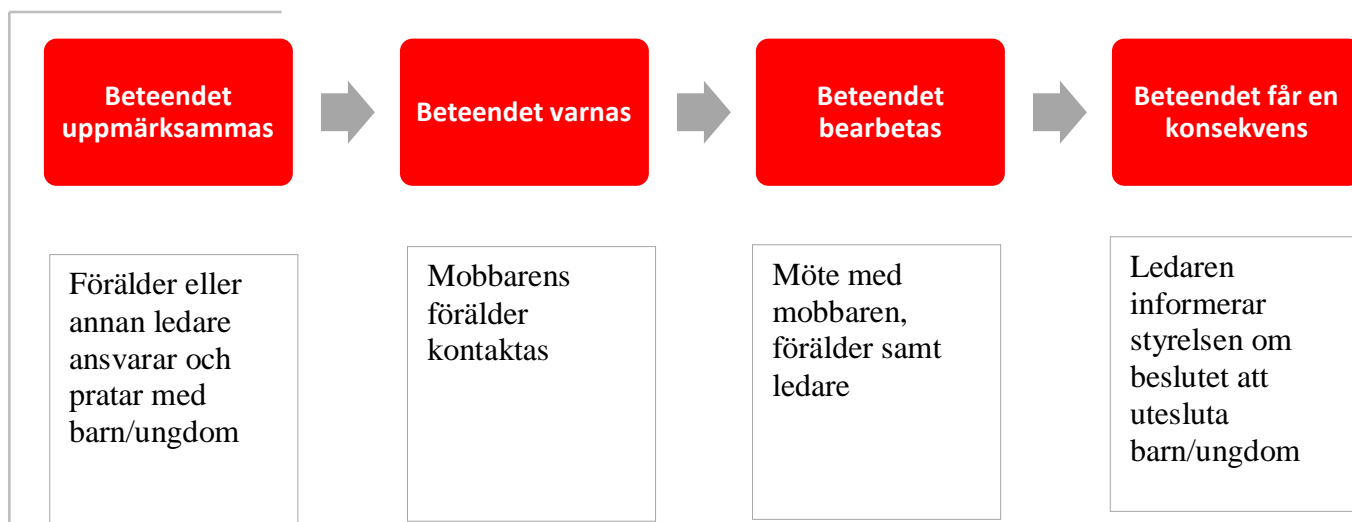 Beteendet
uppmärksammas
Beteendet varnas
Beteendet
bearbetas
Beteendet får en
konsekvens
Förälder eller
annan ledare
ansvarar och
pratar med
barn/ungdom
Mobbarens
förälder
kontaktas
Möte med
mobbaren,
förälder samt
ledare
Ledaren
informerar
styrelsen om
beslutet att
utesluta
barn/ungdom